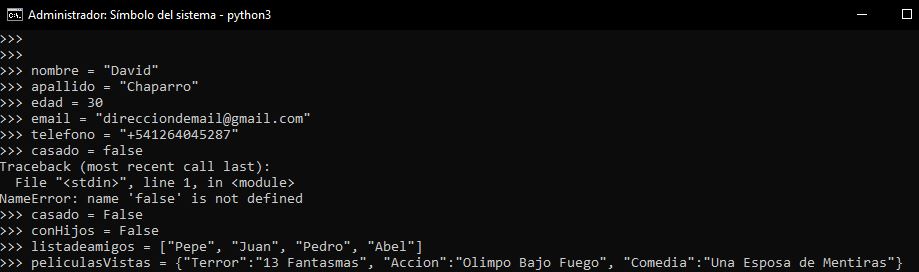 Administrador: Símbolo del sistema - python3
>>>
>>>
>>> nombre = "David"
>>> apallido = "Chaparro"
>>> edad = 30
>>> email = "direcciondemail@gmail.com"
>>> telefono = "+541264045287"
>>> casado = false
Traceback (most recent call last):
  File "<stdin>", line 1, in <module>
NameError: name 'false' is not defined
>>> casado = False
>>> conHijos = False
>>> listadeamigos = ["Pepe", "Juan", "Pedro", "Abel"]
>>> peliculasVistas = {"Terror":"13 Fantasmas", "Accion":"Olimpo Bajo Fuego", "Comedia":"Una Esposa de Mentiras"}